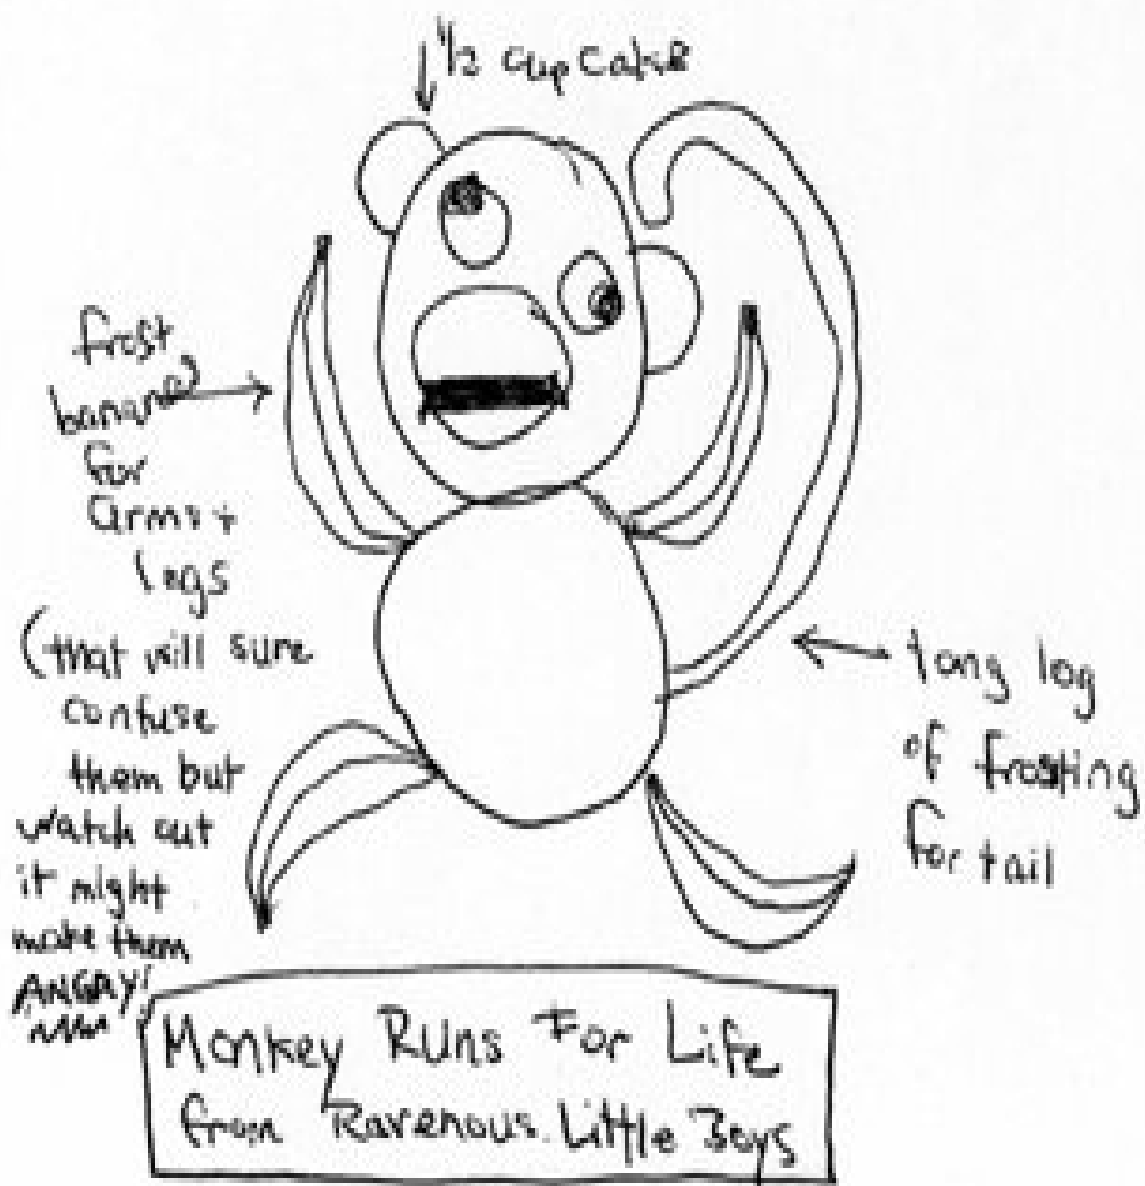 1/2 cupcake
frost
bananas
for
arms +
legs
(that will sure
confuse
them but
watch out
it might
make them
ANGRY!
long log
of frosting
for tail
Monkey Runs For Life
from Ravenous Little Boys